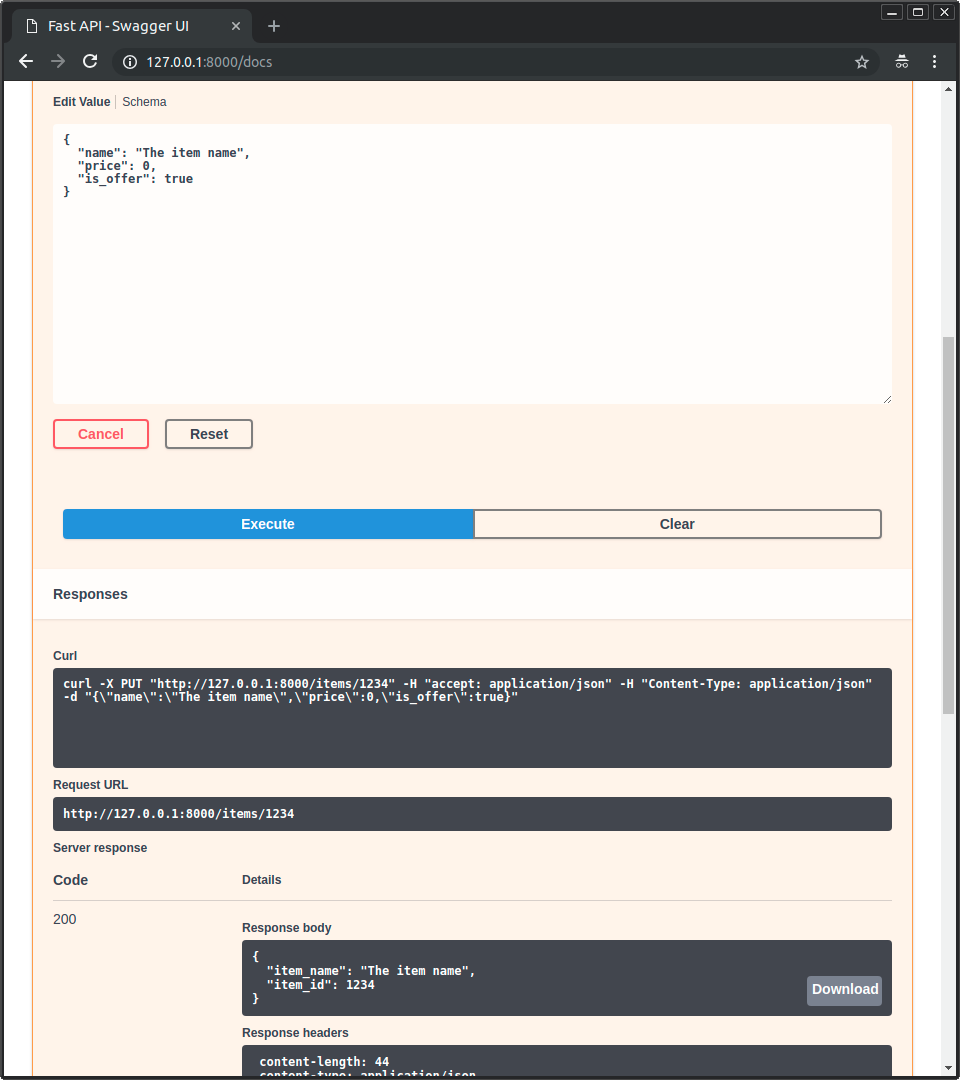 Fast API - Swagger UI
127.0.0.1:8000/docs
Edit Value | Schema
{
  "name": "The item name",
  "price": 0,
  "is_offer": true
}
Cancel Reset
Execute Clear
Responses
Curl
curl -X PUT "http://127.0.0.1:8000/items/1234" -H "accept: application/json" -H "Content-Type: application/json"
-d "{\"name\":\"The item name\",\"price\":0,\"is_offer\":true}"
Request URL
http://127.0.0.1:8000/items/1234
Server response
Code Details
200
Response body
{
  "item_name": "The item name",
  "item_id": 1234
}
Download
Response headers
content-length: 44
content-type: application/json